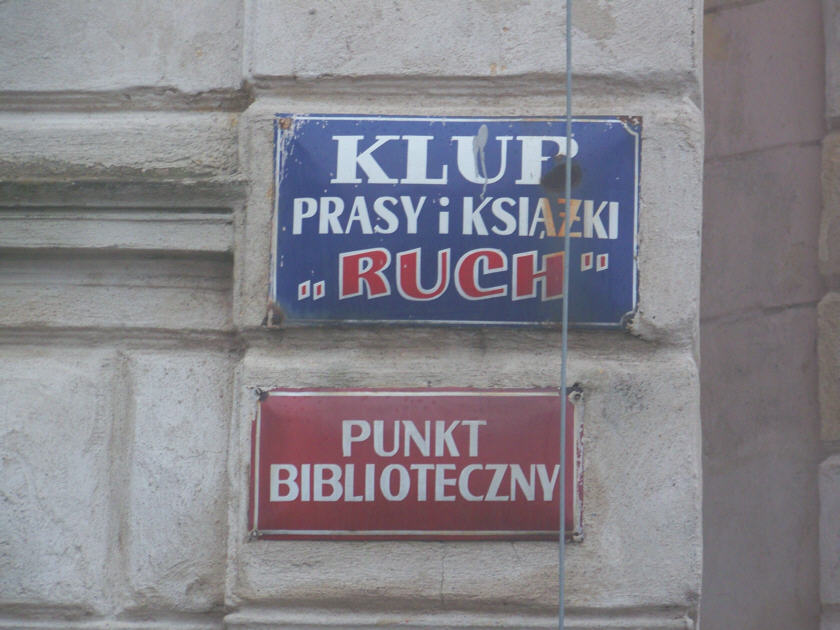 KLUB
PRASY i KSIĄŻKI
„RUCH"
PUNKT
BIBLIOTECZNY